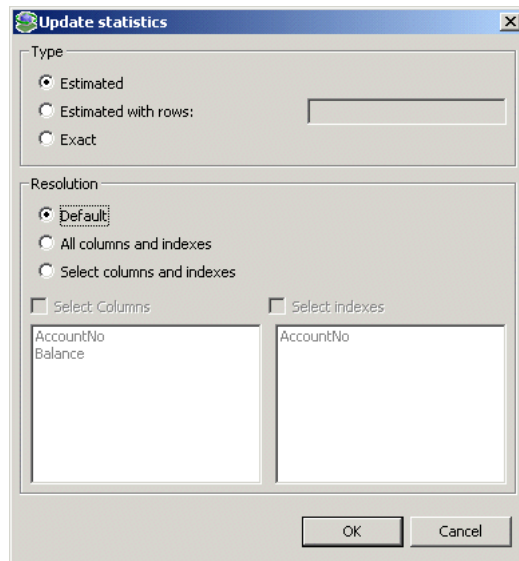 Update statistics
Type
Estimated
Estimated with rows:
Exact
Resolution
Default
All columns and indexes
Select columns and indexes
Select Columns
Select indexes
AccountNo
Balance
AccountNo
OK
Cancel